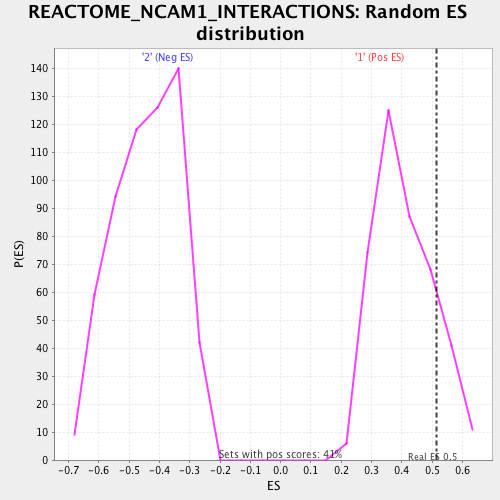 REACTOME_NCAM1_INTERACTIONS: Random ES
distribution
'2' (Neg ES) '1' (Pos ES)
140
130
120
110
100
90
80
70
60
50
40
30
20
10
0
P(ES)
Sets with pos scores: 41%
Real ES 0.5
-0.7 -0.6 -0.5 -0.4 -0.3 -0.2 -0.1 0.0 0.1 0.2 0.3 0.4 0.5 0.6
ES